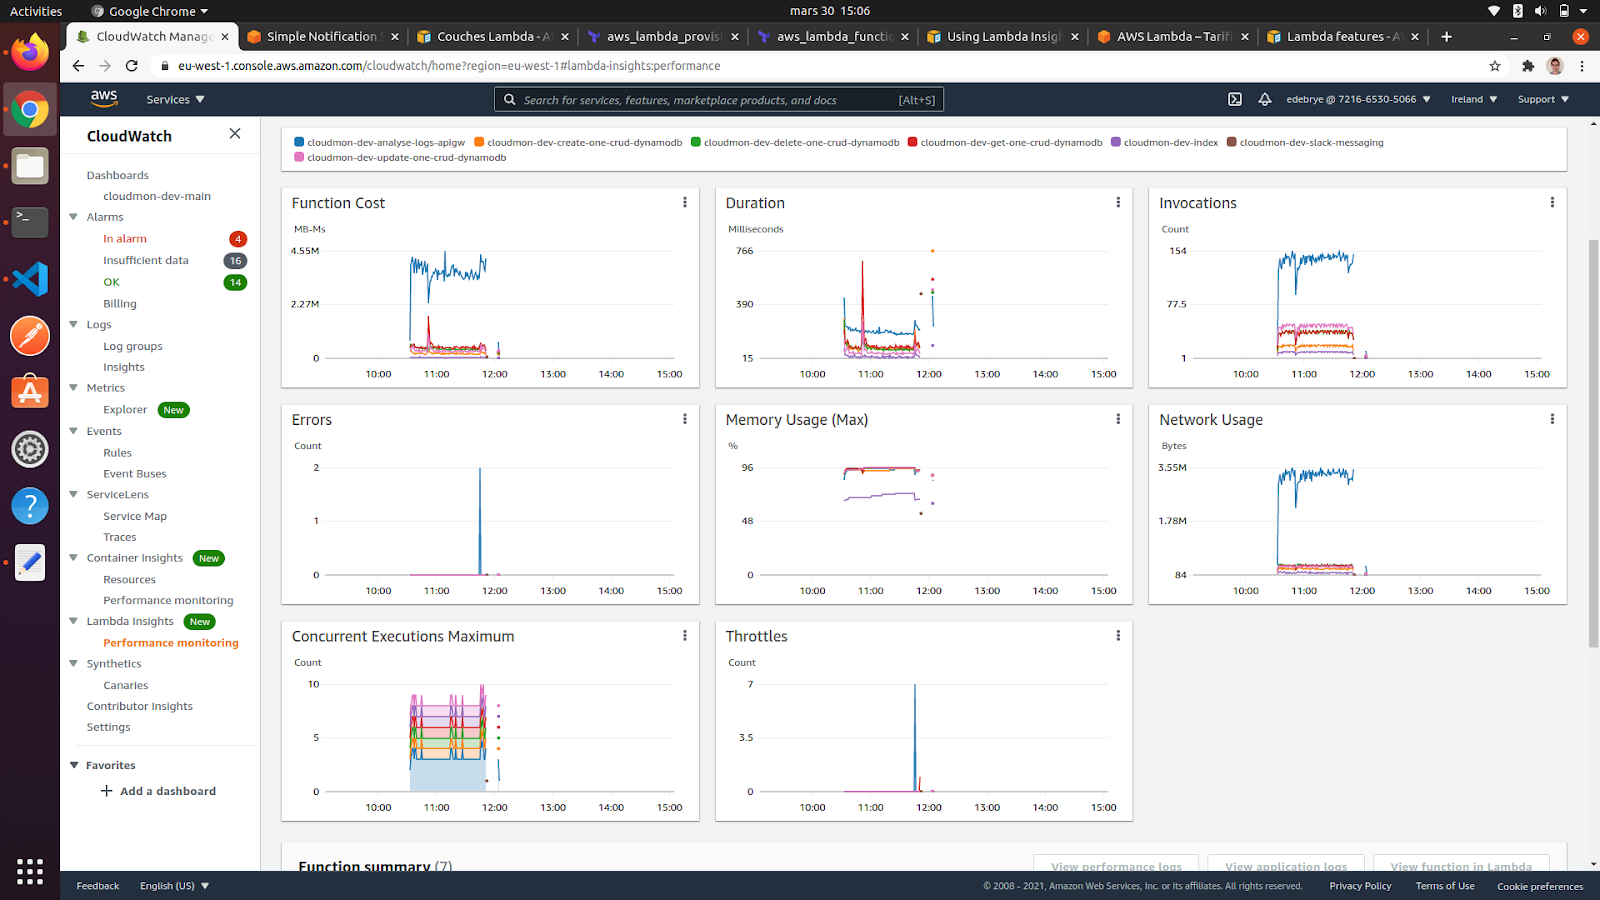 Activities
Google Chrome
mars 30 15:06
CloudWatch Manage
Simple Notification S
Couches Lambda - A
aws_lambda_provisi
aws_lambda_functio
Using Lambda Insigh
AWS Lambda – Tarifi
Lambda features - A
eu-west-1.console.aws.amazon.com/cloudwatch/home?region=eu-west-1#lambda-insights:performance
aws
Services
Search for services, features, marketplace products, and docs
[Alt+S]
edebrye @ 7216-6530-5066
Ireland
Support
CloudWatch
Dashboards
cloudmon-dev-main
Alarms
In alarm 4
Insufficient data 16
OK 14
Billing
Logs
Log groups
Insights
Metrics
Explorer New
Events
Rules
Event Buses
ServiceLens
Service Map
Traces
Container Insights New
Resources
Performance monitoring
Lambda Insights New
Performance monitoring
Synthetics
Canaries
Contributor Insights
Settings
Favorites
Add a dashboard
cloudmon-dev-analyse-logs-apigw cloudmon-dev-create-one-crud-dynamodb cloudmon-dev-delete-one-crud-dynamodb cloudmon-dev-get-one-crud-dynamodb cloudmon-dev-index cloudmon-dev-slack-messaging
cloudmon-dev-update-one-crud-dynamodb
Function Cost
MB-Ms
4.55M
2.27M
0
10:00 11:00 12:00 13:00 14:00 15:00
Duration
Milliseconds
766
390
15
10:00 11:00 12:00 13:00 14:00 15:00
Invocations
Count
154
77.5
1
10:00 11:00 12:00 13:00 14:00 15:00
Errors
Count
2
1
0
10:00 11:00 12:00 13:00 14:00 15:00
Memory Usage (Max)
%
96
48
0
10:00 11:00 12:00 13:00 14:00 15:00
Network Usage
Bytes
3.55M
1.78M
84
10:00 11:00 12:00 13:00 14:00 15:00
Concurrent Executions Maximum
Count
10
5
0
10:00 11:00 12:00 13:00 14:00 15:00
Throttles
Count
7
3.5
0
10:00 11:00 12:00 13:00 14:00 15:00
Function summary (7)
View performance logs
View application logs
View function in Lambda
Feedback
English (US)
© 2008 - 2021, Amazon Web Services, Inc. or its affiliates. All rights reserved.
Privacy Policy
Terms of Use
Cookie preferences